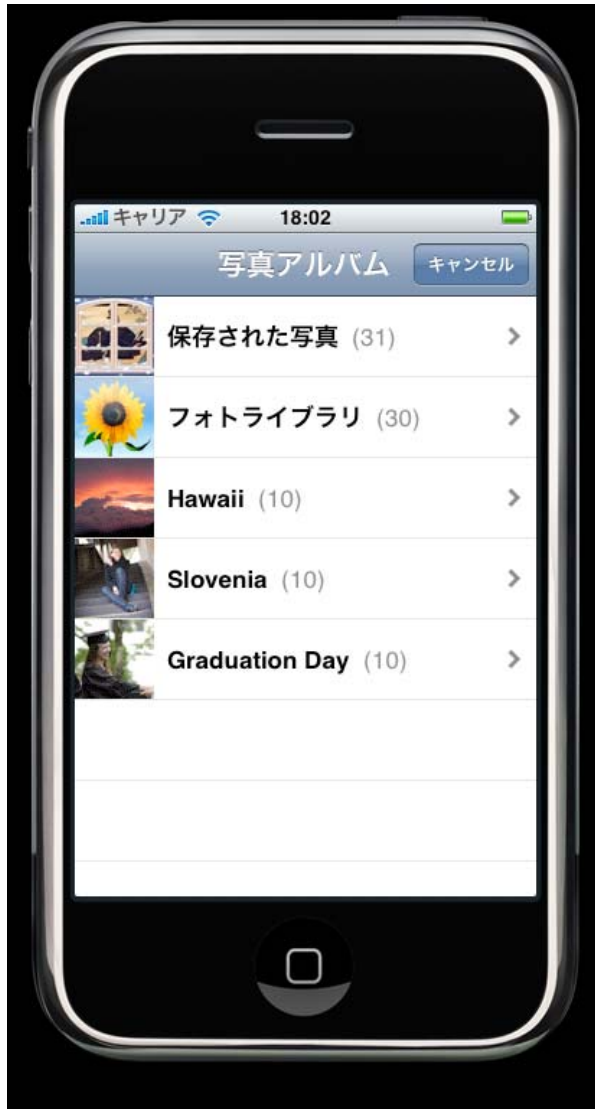 キャリア 18:02
写真アルバム キャンセル
保存された写真 (31)
フォトライブラリ (30)
Hawaii (10)
Slovenia (10)
Graduation Day (10)